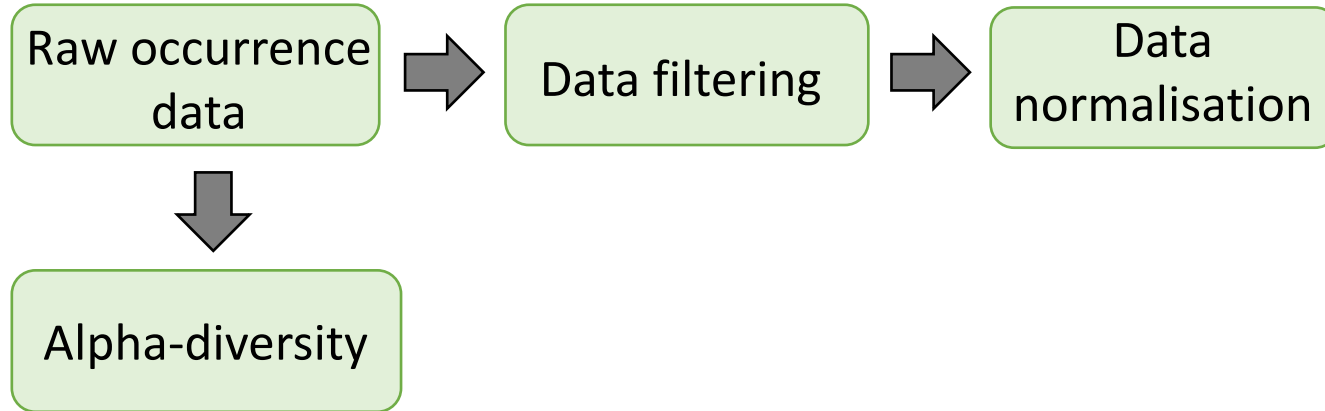 Raw occurrence
data
Data filtering
Data
normalisation
Alpha-diversity